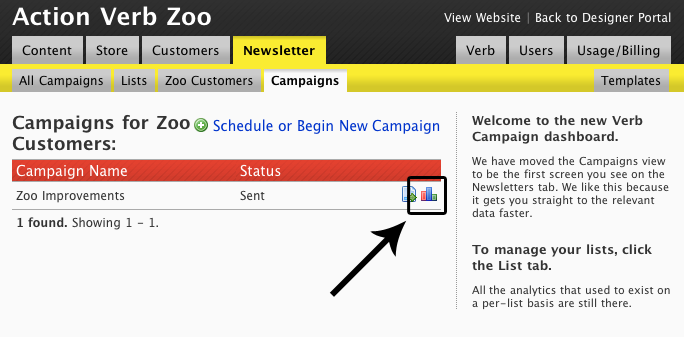 Action Verb Zoo
View Website | Back to Designer Portal
Content Store Customers Newsletter Verb Users Usage/Billing
All Campaigns Lists Zoo Customers Campaigns Templates
Campaigns for Zoo
Customers:
Schedule or Begin New Campaign
Campaign Name Status
Zoo Improvements Sent
1 found. Showing 1 - 1.
Welcome to the new Verb
Campaign dashboard.
We have moved the Campaigns view
to be the first screen you see on the
Newsletters tab. We like this because
it gets you straight to the relevant
data faster.
To manage your lists, click
the List tab.
All the analytics that used to exist on
a per-list basis are still there.